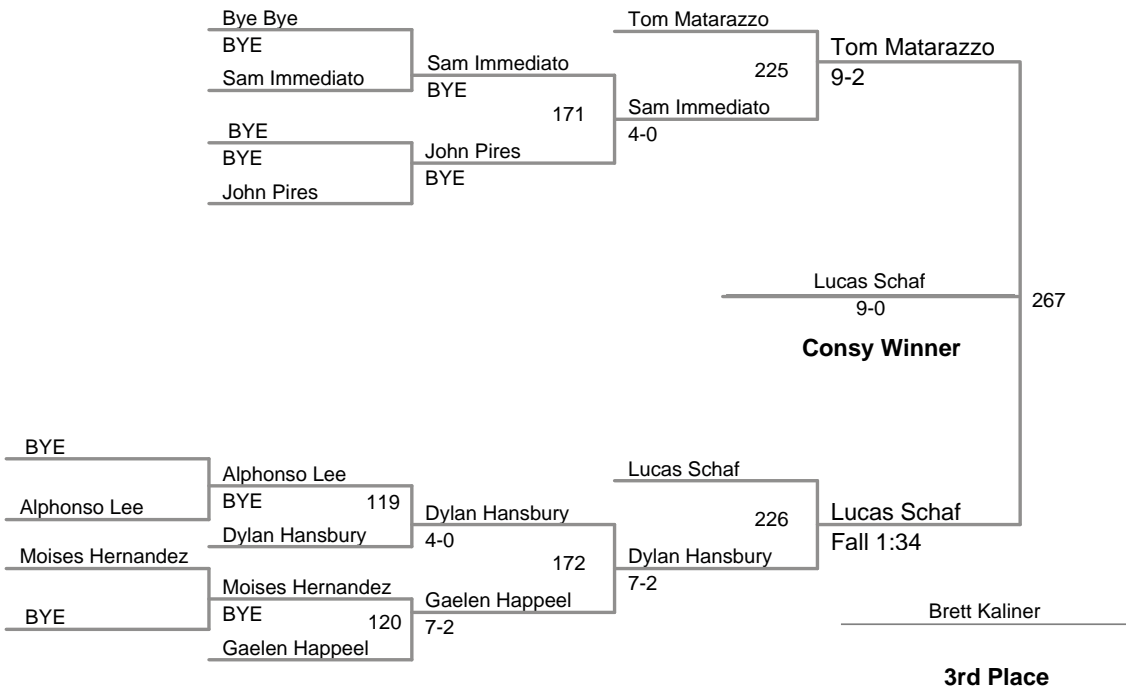 Bye Bye
BYE
Sam Immediato
Sam Immediato
BYE
171
BYE
BYE
John Pires
John Pires
BYE
Tom Matarazzo
225
Sam Immediato
4-0
Tom Matarazzo
9-2
Lucas Schaf
9-0
267
Consy Winner
BYE
Alphonso Lee
Alphonso Lee
BYE
119
Dylan Hansbury
Dylan Hansbury
4-0
172
Moises Hernandez
BYE
Moises Hernandez
BYE
120
Gaelen Happeel
Gaelen Happeel
7-2
Lucas Schaf
226
Dylan Hansbury
7-2
Lucas Schaf
Fall 1:34
Brett Kaliner
3rd Place